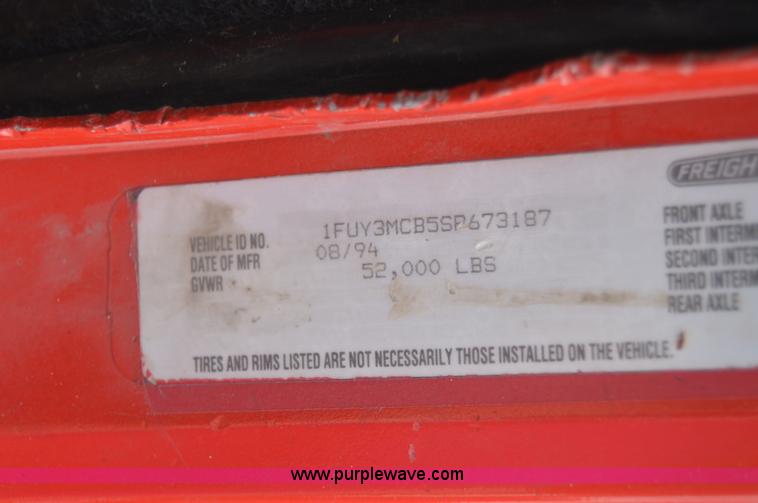 FREIGH
VEHICLE ID NO. 1FUY3MCB5SP673187
DATE OF MFR 08/94
GVWR 52,000 LBS
FRONT AXLE
FIRST INTERM
SECOND INTER
THIRD INTERM
REAR AXLE
TIRES AND RIMS LISTED ARE NOT NECESSARILY THOSE INSTALLED ON THE VEHICLE.
www.purplewave.com